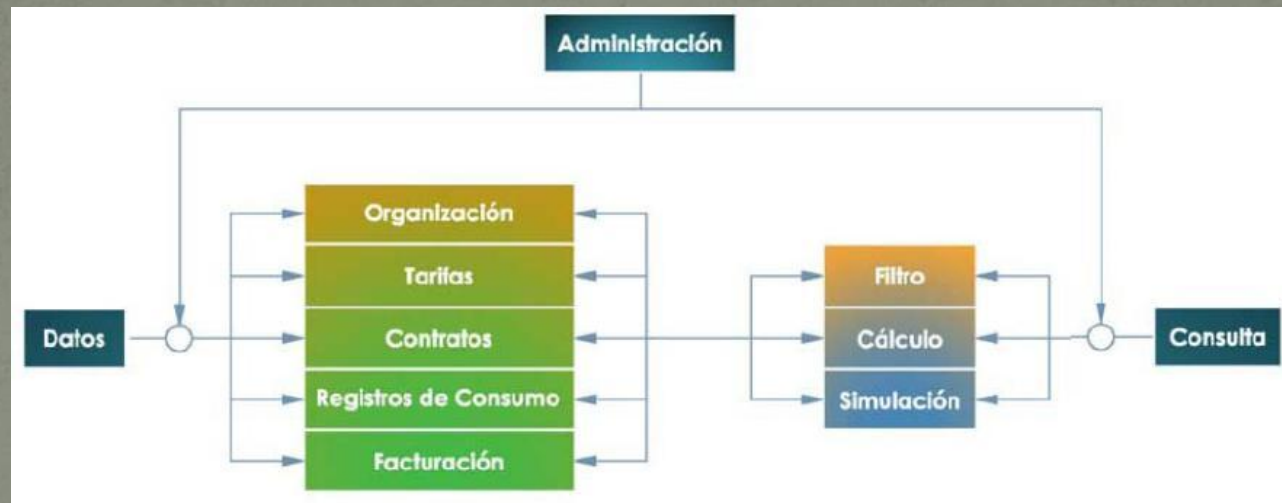 Administración
Organización
Tarifas
Filtro
Datos
Contratos
Cálculo
Consulta
Registros de Consumo
Simulación
Facturación